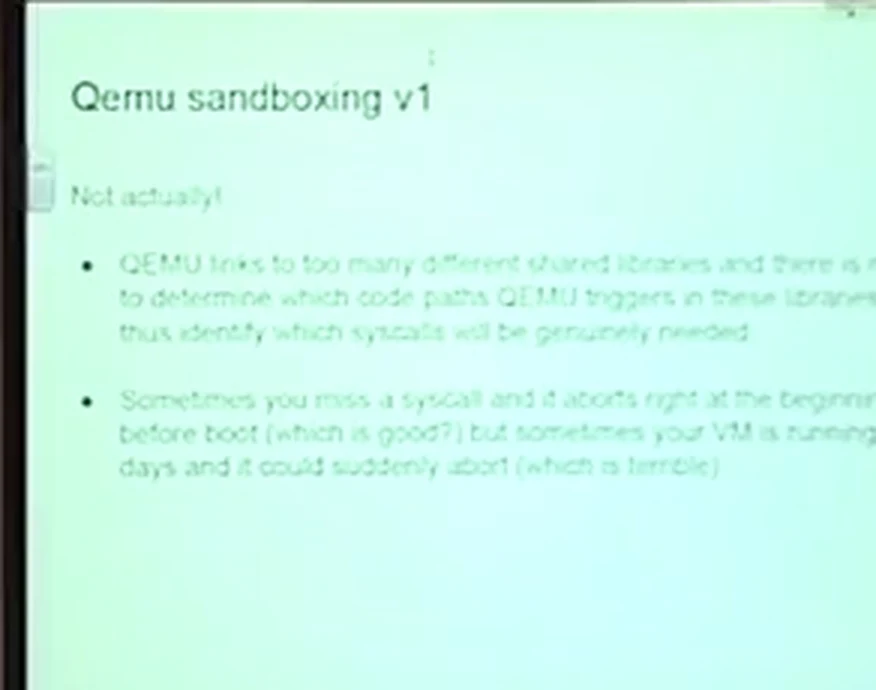 Qemu sandboxing v1
Not actually!
QEMU links to too many different shared libraries and there is
to determine which code paths QEMU triggers in these libraries
thus identify which syscalls will be genuinely needed
Sometimes you miss a syscall and it aborts right at the
before boot (which is good?) but sometimes your VM is running
days and it could suddenly abort (which is terrible)